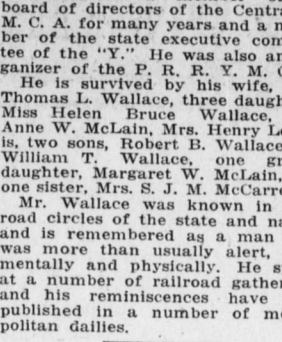 board of directors of the Centra
M. C. A. for many years and a m
ber of the state executive com
tee of the "Y." He was also an
ganizer of the P. R. R. Y. M. C
He is survived by his wife,
Thomas L. Wallace, three daugh
Miss Helen Bruce Wallace,
Anne W. McLain, Mrs. Henry L
is, two sons, Robert B. Wallace
William T. Wallace, one gr
daughter, Margaret W. McLain,
one sister, Mrs. S. J. M. McCarre
Mr. Wallace was known in
road circles of the state and na
and is remembered as a man
was more than usually alert,
mentally and physically. He s
at a number of railroad gather
and his reminiscences have
published in a number of me
politan dailies.